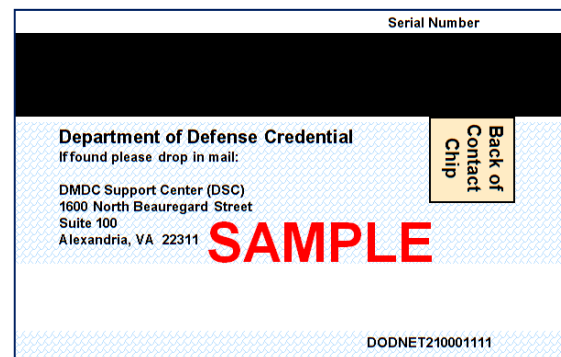 Serial Number
Back of
Contact
Chip
Department of Defense Credential
If found please drop in mail:
DMDC Support Center (DSC)
1600 North Beauregard Street
Suite 100
Alexandria, VA 22311
SAMPLE
DODNET210001111